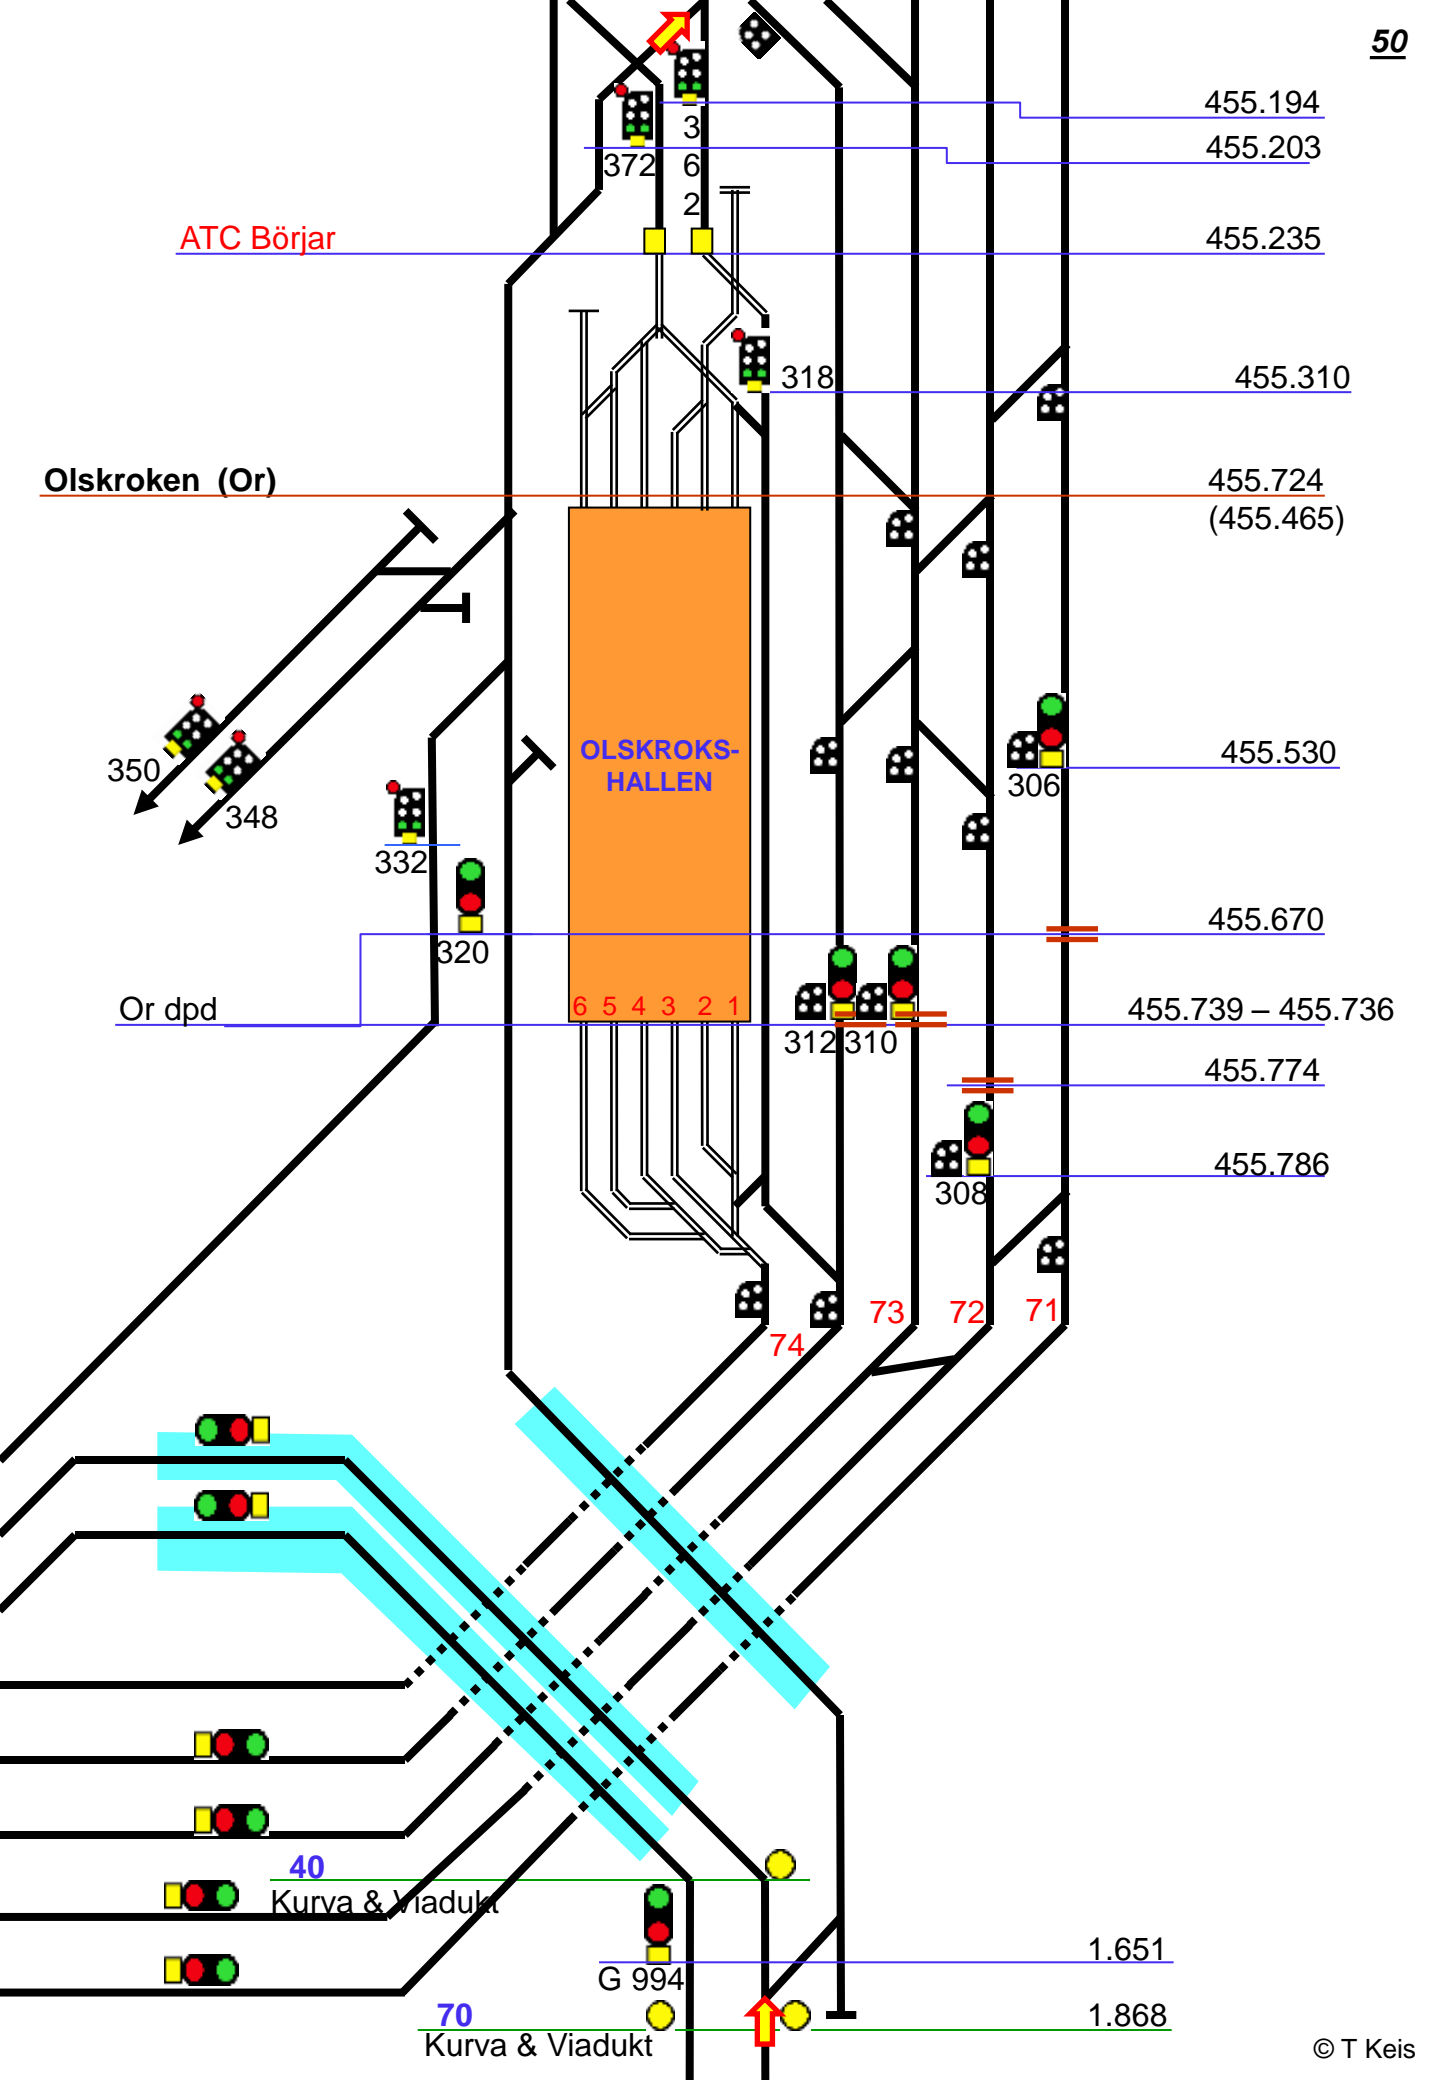 50
455.194
3
6
2
372
455.203
ATC Börjar
455.235
318
455.310
Olskroken (Or)
455.724
(455.465)
OLSKROKS-
HALLEN
350
348
306
455.530
332
320
455.670
6 5 4 3 2 1
Or dpd
312 310
455.739 – 455.736
455.774
308
455.786
74
73
72
71
40
Kurva & Viadukt
G 994
1.651
70
Kurva & Viadukt
1.868
© T Keis